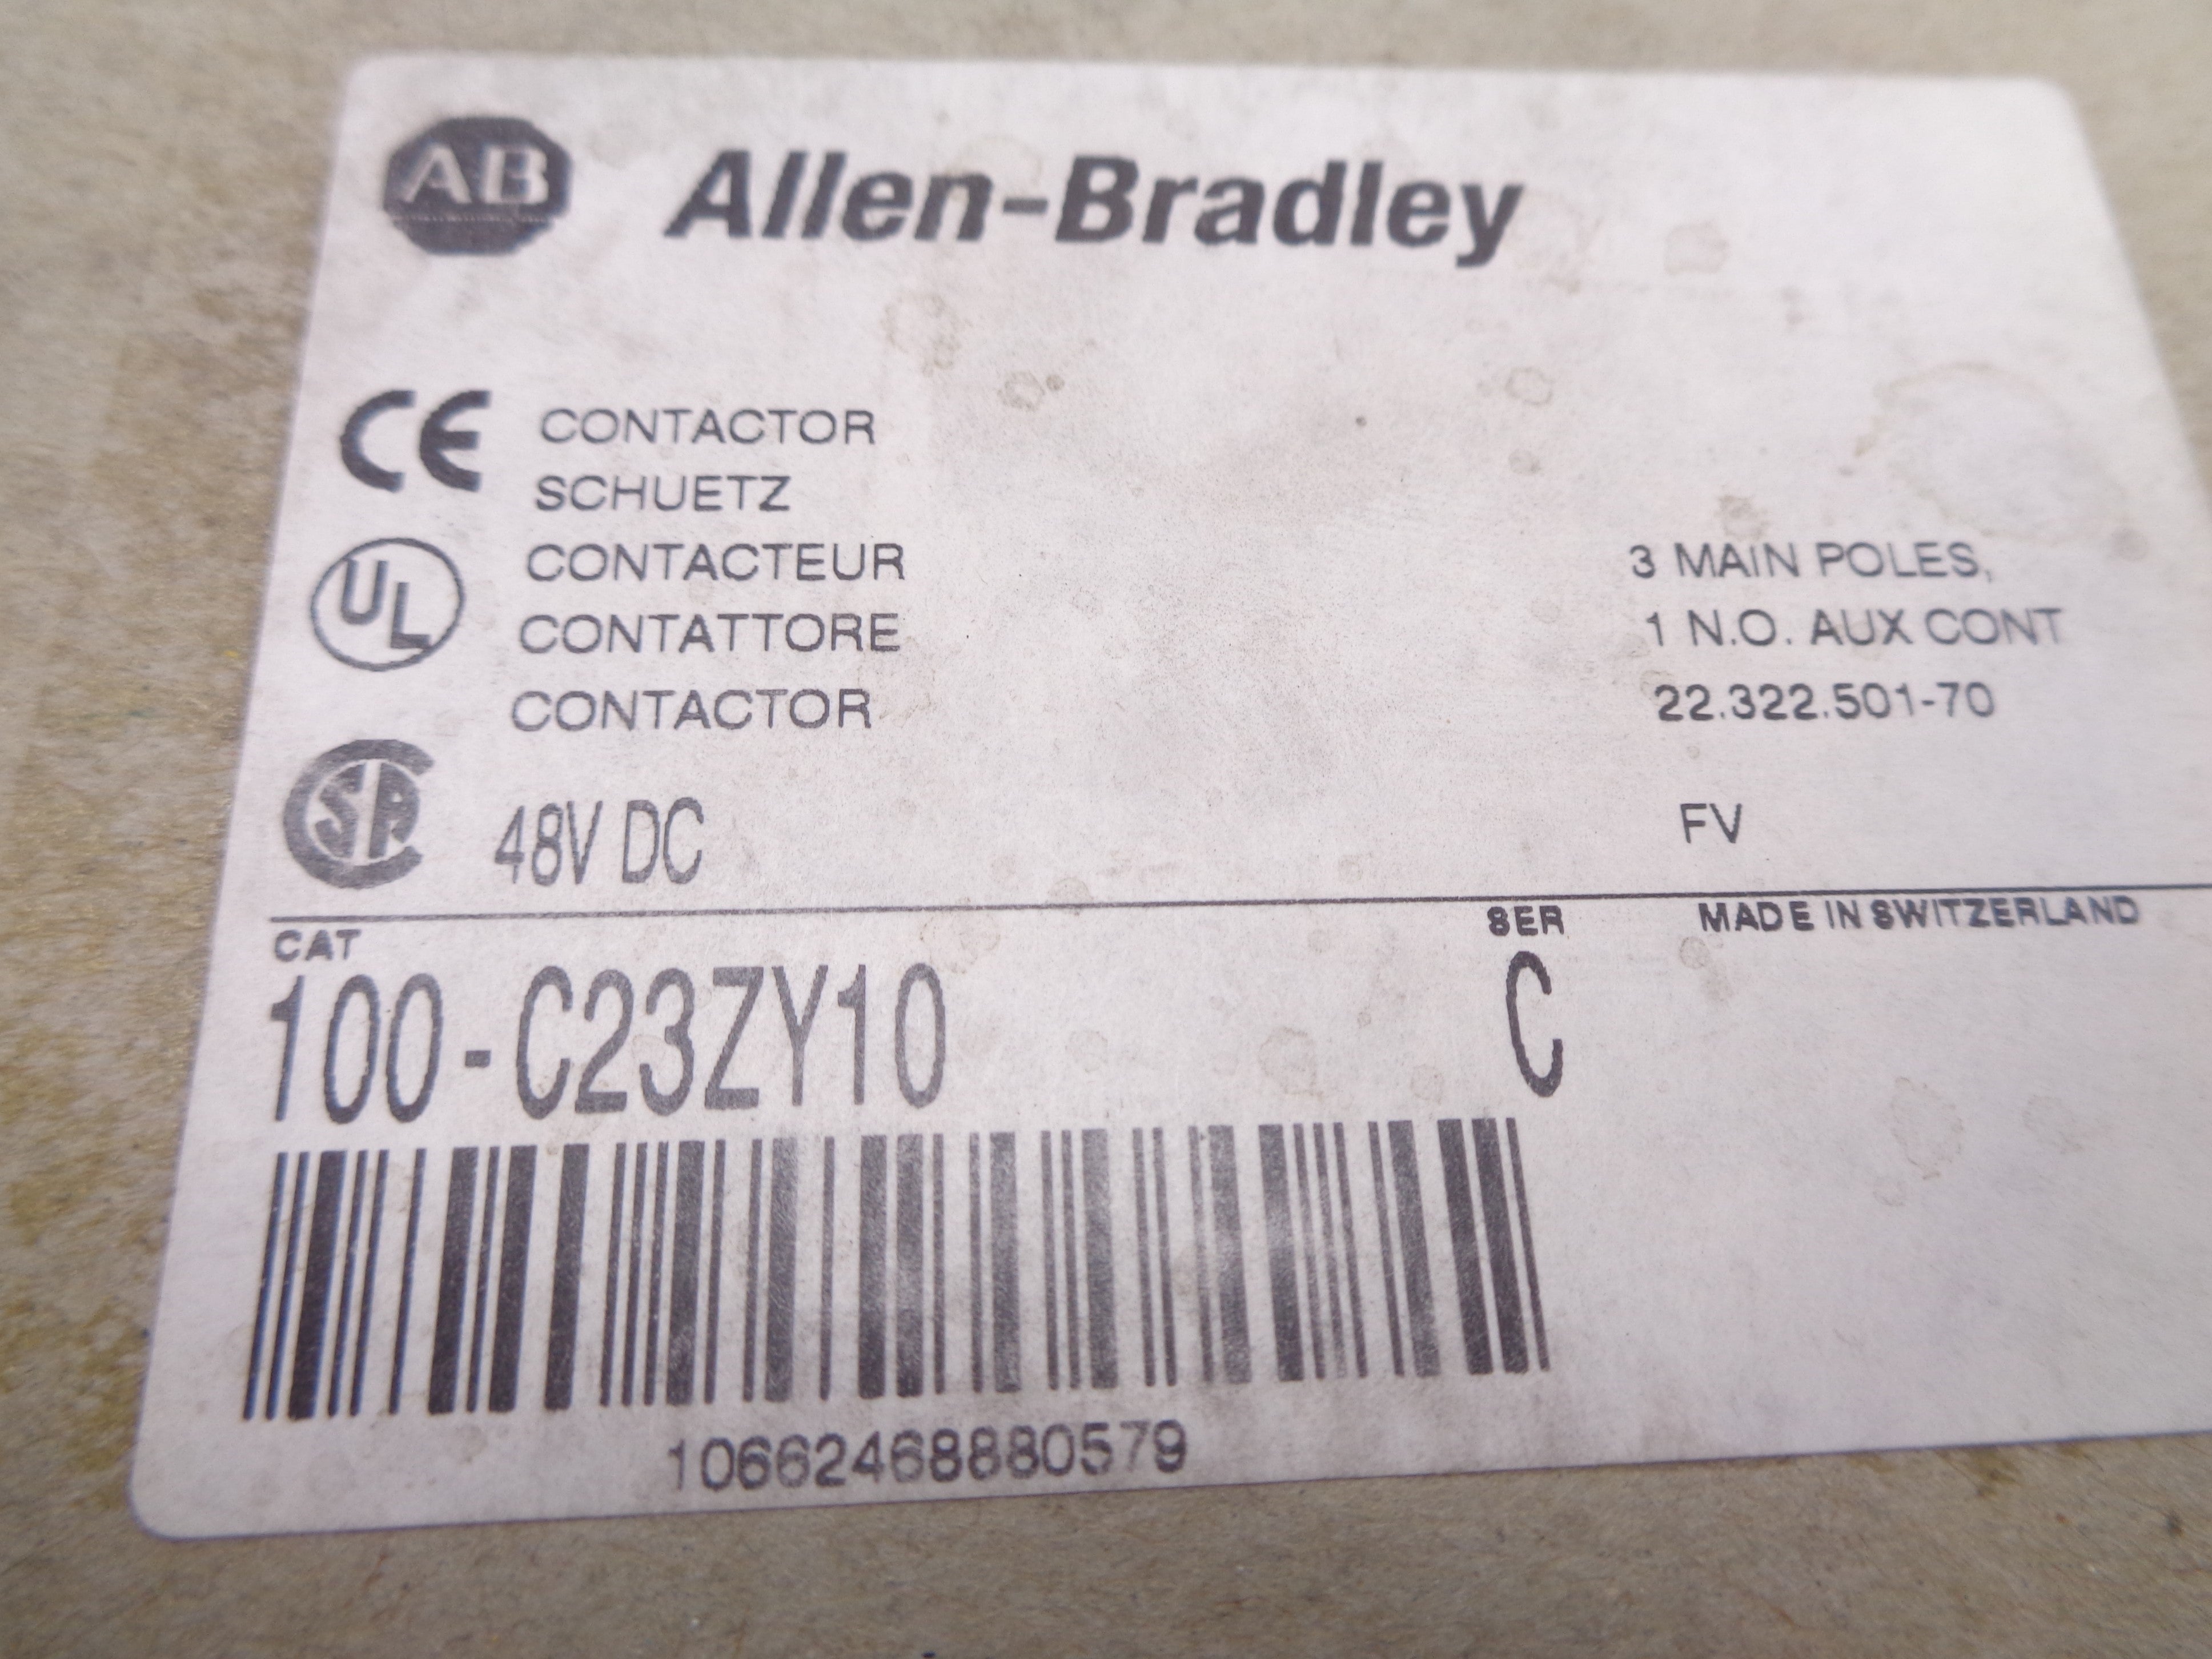 AB Allen-Bradley
CE CONTACTOR
SCHUETZ
UL CONTACTEUR
CONTATTORE
CONTACTOR
3 MAIN POLES,
1 N.O. AUX CONT
22.322.501-70
SA 48V DC
FV
CAT
SER
MADE IN SWITZERLAND
100-C23ZY10
C
10662468880579